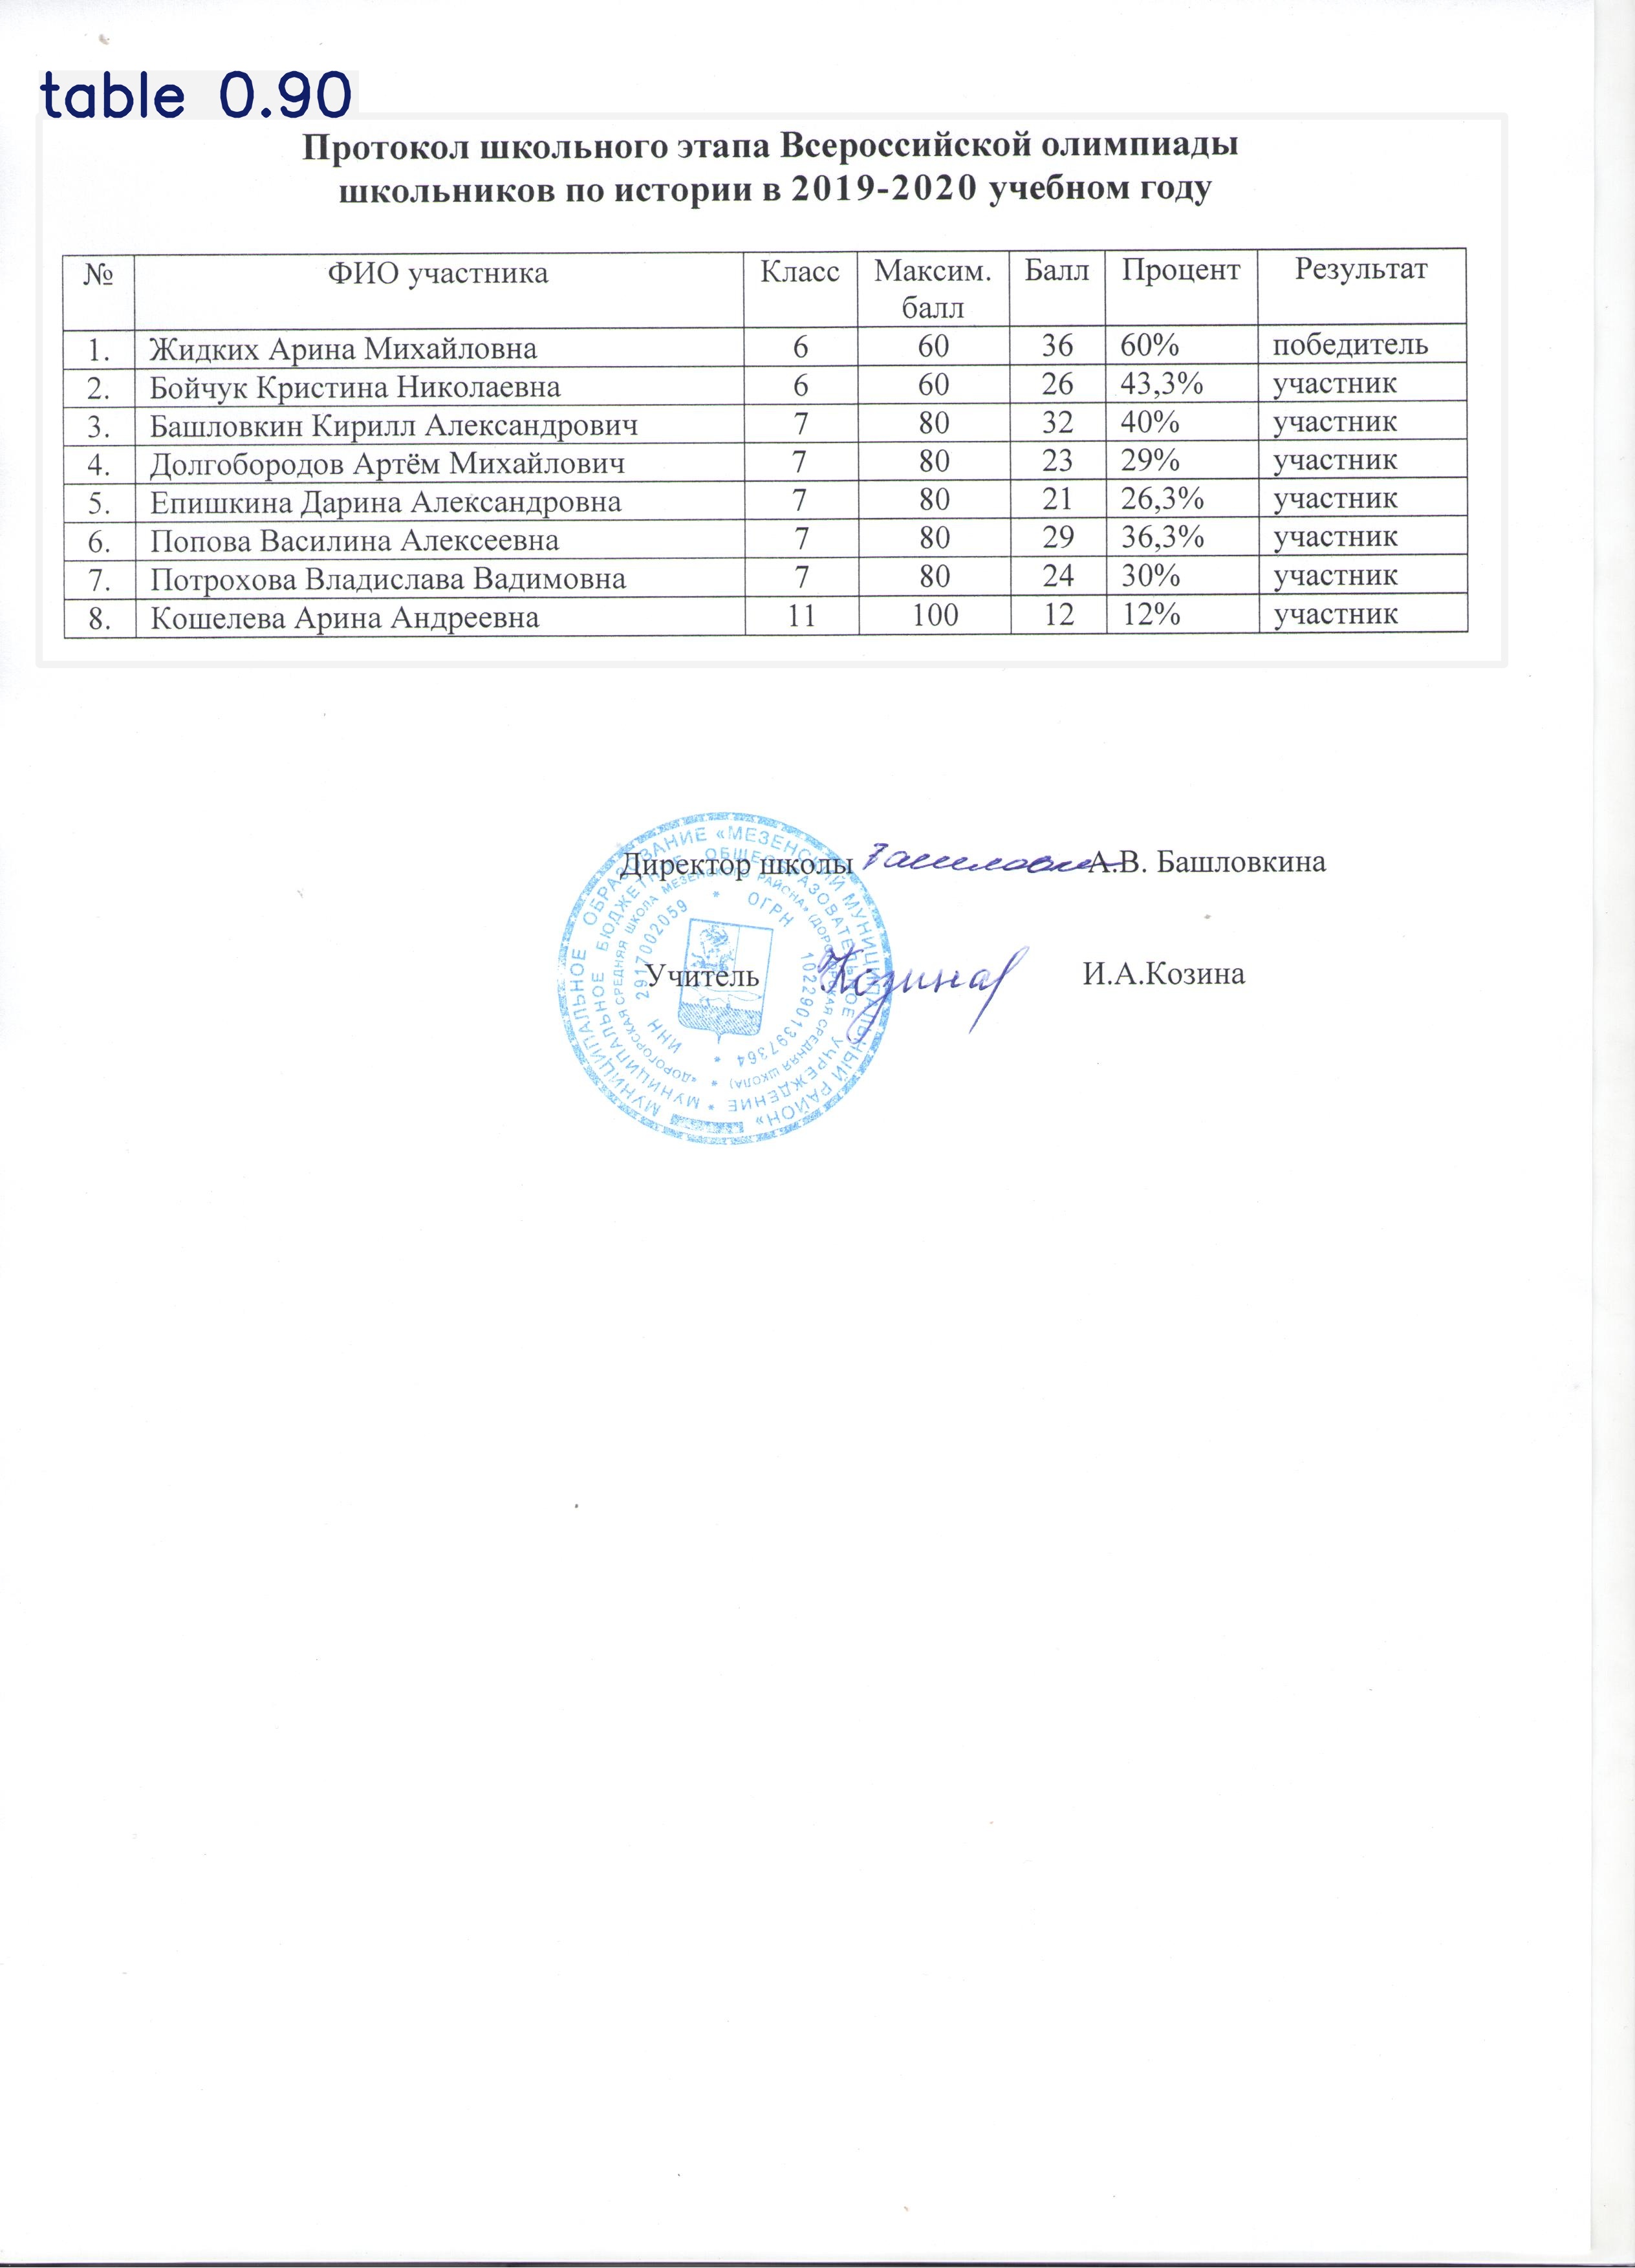 table 0.90
Протокол школьного этапа Всероссийской олимпиады
школьников по истории в 2019-2020 учебном году
№ ФИО участника Класс Максим. балл Балл Процент Результат
1. Жидких Арина Михайловна 6 60 36 60% победитель
2. Бойчук Кристина Николаевна 6 60 26 43,3% участник
3. Башловкин Кирилл Александрович 7 80 32 40% участник
4. Долгобородов Артём Михайлович 7 80 23 29% участник
5. Епишкина Дарина Александровна 7 80 21 26,3% участник
6. Попова Василина Алексеевна 7 80 29 36,3% участник
7. Потрохова Владислава Вадимовна 7 80 24 30% участник
8. Кошелева Арина Андреевна 11 100 12 12% участник
Директор школы А.В. Башловкина
Учитель Козина И.А.Козина
МУНИЦИПАЛЬНОЕ ОБРАЗОВАНИЕ «МЕЗЕНСКИЙ МУНИЦИПАЛЬНЫЙ РАЙОН»
МУНИЦИПАЛЬНОЕ БЮДЖЕТНОЕ ОБЩЕОБРАЗОВАТЕЛЬНОЕ УЧРЕЖДЕНИЕ
«ДОРОГОРСКАЯ СРЕДНЯЯ ШКОЛА МЕЗЕНСКОГО РАЙОНА» (ДОРОГОРСКАЯ СРЕДНЯЯ ШКОЛА)
ИНН 2917002059 * ОГРН 1022901397364 *